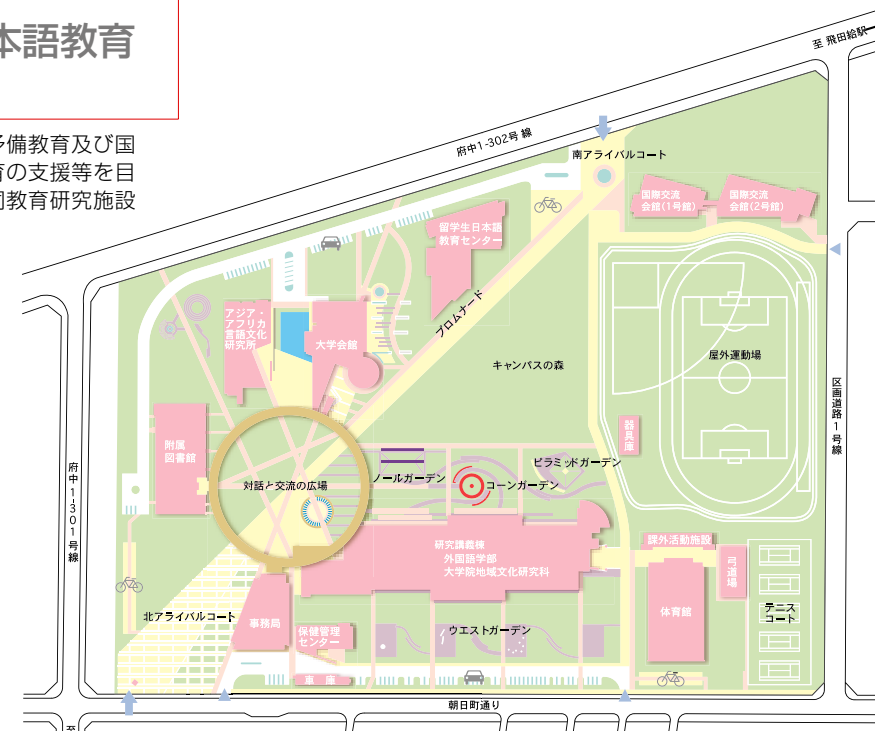 本語教育
予備教育及び国
育の支援等を目
同教育研究施設
至 飛田給駅
府中1-302号 線
南アライバルコート
国際交流
会館(1号館)
国際交流
会館(2号館)
留学生日本語
教育センター
プロムナード
アジア・
アフリカ
言語文化
研究所
大学会館
キャンパスの森
屋外運動場
区画道路1号線
器具庫
附属
図書館
対話と交流の広場
ノールガーデン
コーンガーデン
ピラミッドガーデン
府中1-301号線
研究講義棟
外国語学部
大学院地域文化研究科
課外活動施設
弓道場
体育館
テニス
コート
北アライバルコート
事務局
保健管理
センター
ウエストガーデン
車 庫
朝日町通り
至